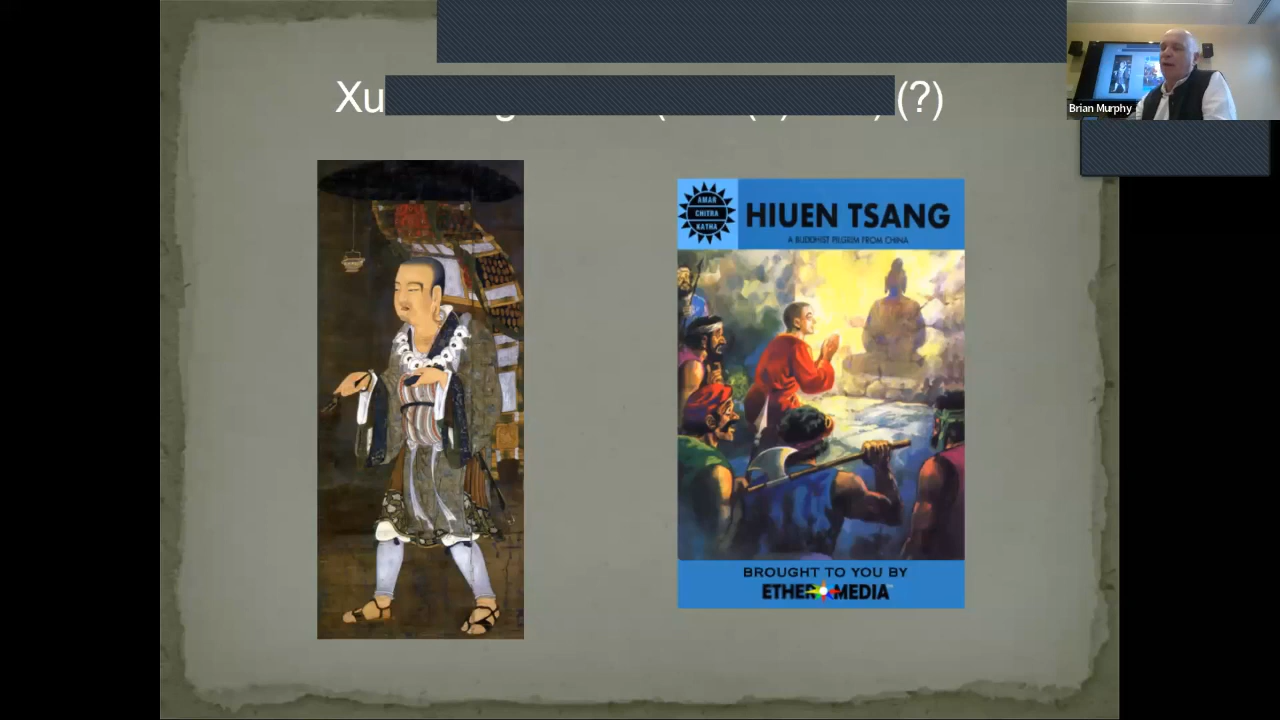 Xu
(?)
Brian Murphy
AMAR
CHITRA
KATHA
HIUEN TSANG
A BUDDHIST PILGRIM FROM CHINA
BROUGHT TO YOU BY
ETHER MEDIA